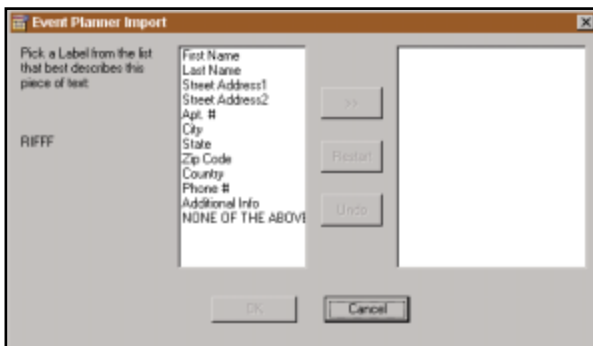 Event Planner Import
Pick a Label from the list
that best describes this
piece of text:
RIFFF
First Name
Last Name
Street Address1
Street Address2
Apt. #
City
State
Zip Code
Country
Phone #
Additional Info
NONE OF THE ABOVE
>>
Restart
Undo
OK
Cancel